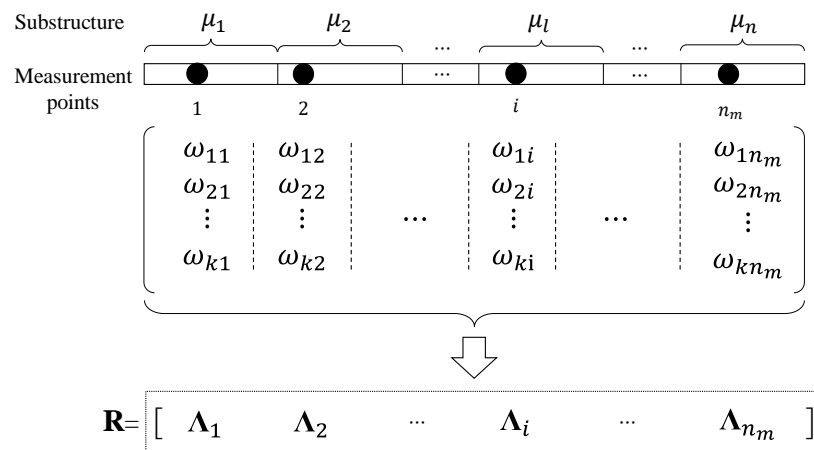 Substructure μ₁ μ₂ ... μₗ ... μₙ
Measurement points ... ...
1 2 i nₘ
ω₁₁ ω₁₂ ω₁ᵢ ω₁ₙₘ
ω₂₁ ω₂₂ ω₂ᵢ ω₂ₙₘ
⋮ ⋮ ... ⋮ ... ⋮
ωₖ₁ ωₖ₂ ωₖᵢ ωₖₙₘ
R= [ Λ₁ Λ₂ ... Λᵢ ... Λₙₘ ]